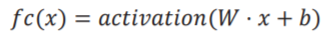 fc(x) = activation(W · x + b)